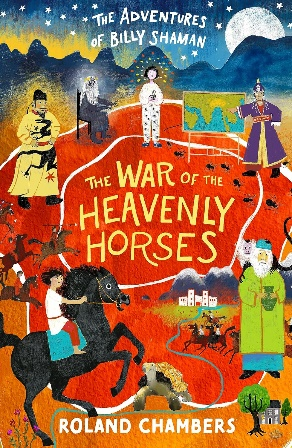 THE ADVENTURES
OF BILLY SHAMAN
THE WAR OF THE
HEAVENLY
HORSES
ROLAND CHAMBERS